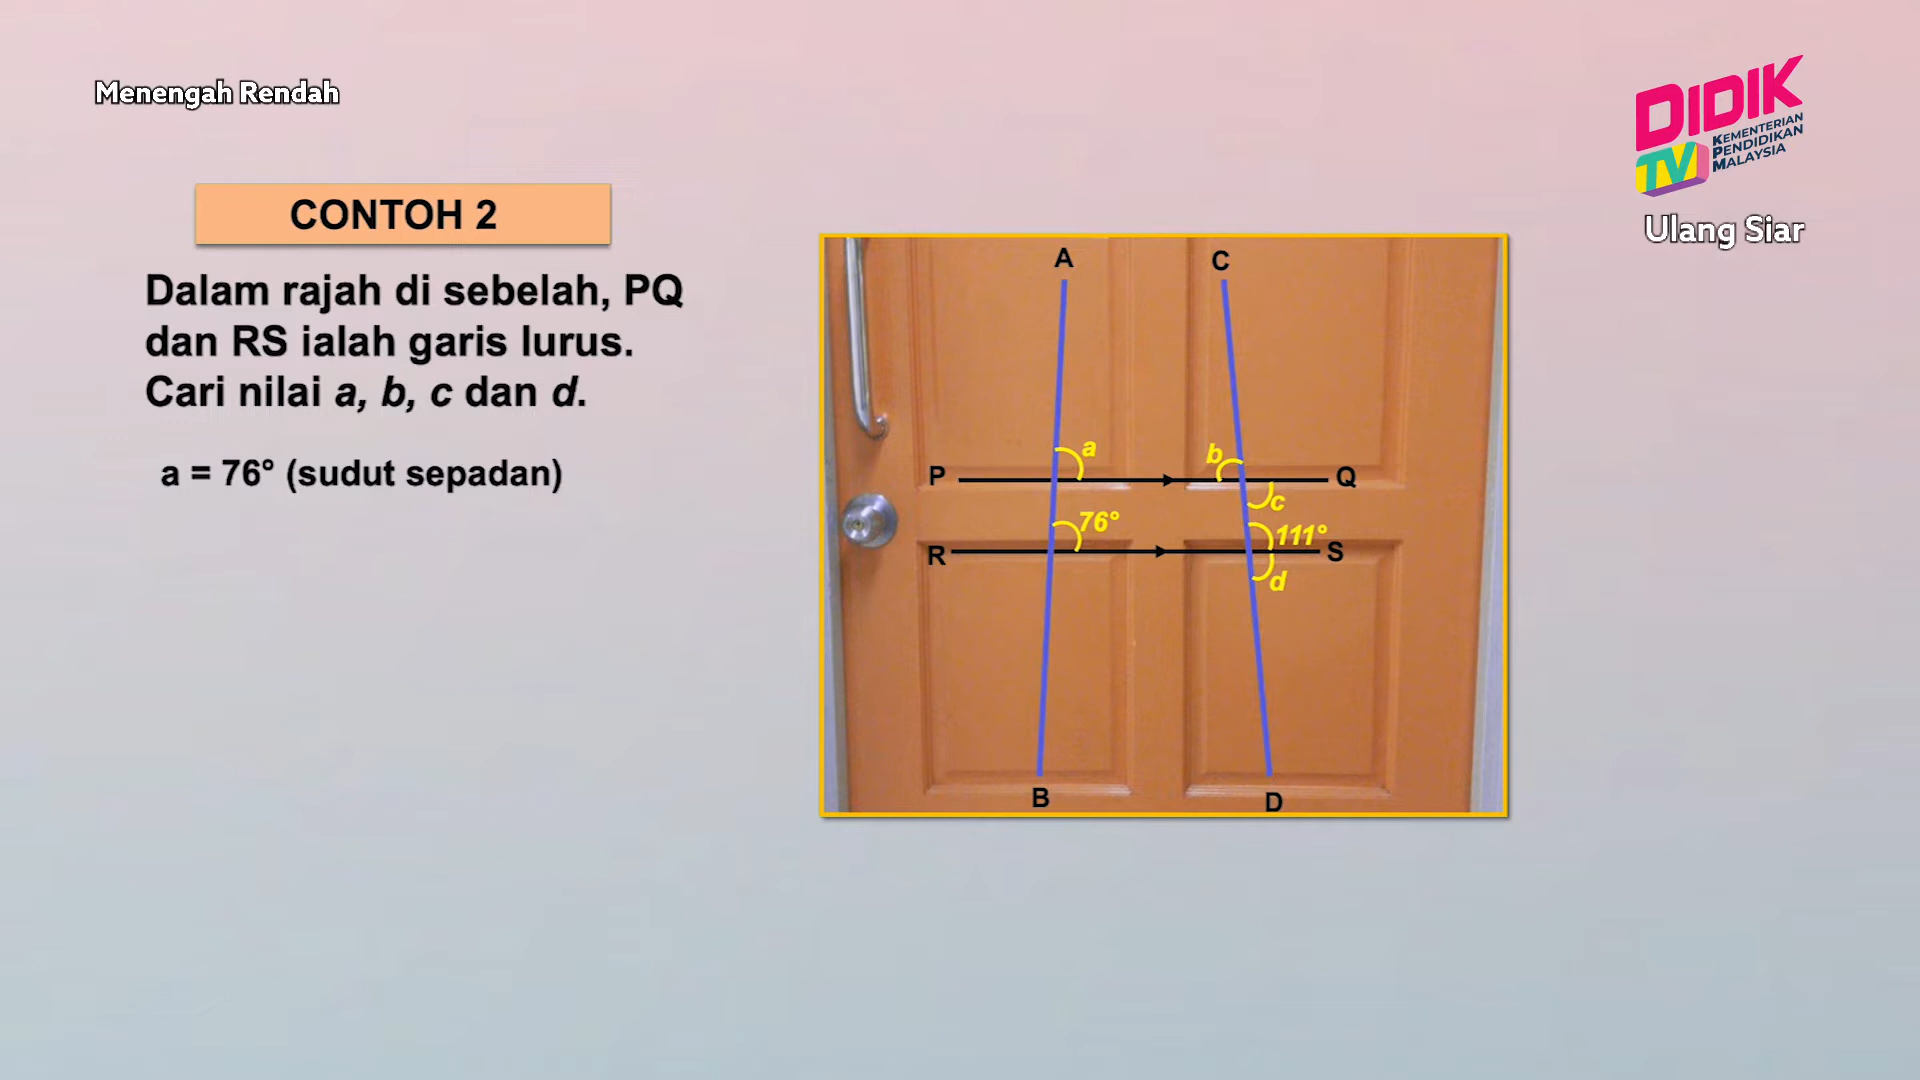 Menengah Rendah
DIDIK
TV
KEMENTERIAN
PENDIDIKAN
MALAYSIA
Ulang Siar
CONTOH 2
Dalam rajah di sebelah, PQ
dan RS ialah garis lurus.
Cari nilai a, b, c dan d.
a = 76° (sudut sepadan)
A
C
a
b
P
Q
c
76°
111°
R
S
d
B
D